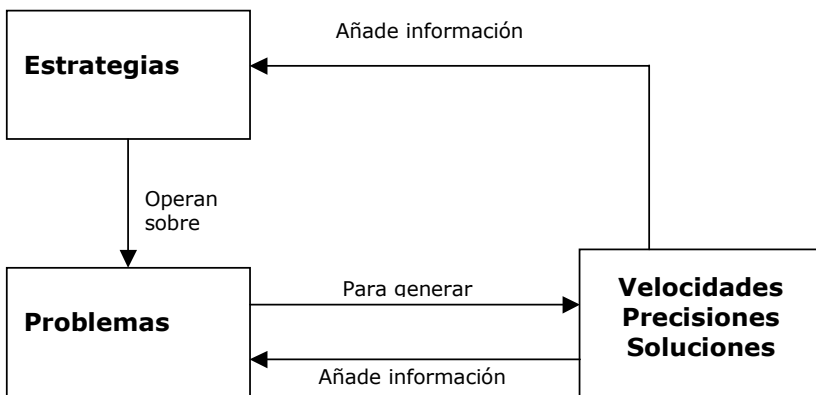 Añade información
Estrategias
Operan
sobre
Para generar
Problemas
Velocidades
Precisiones
Soluciones
Añade información